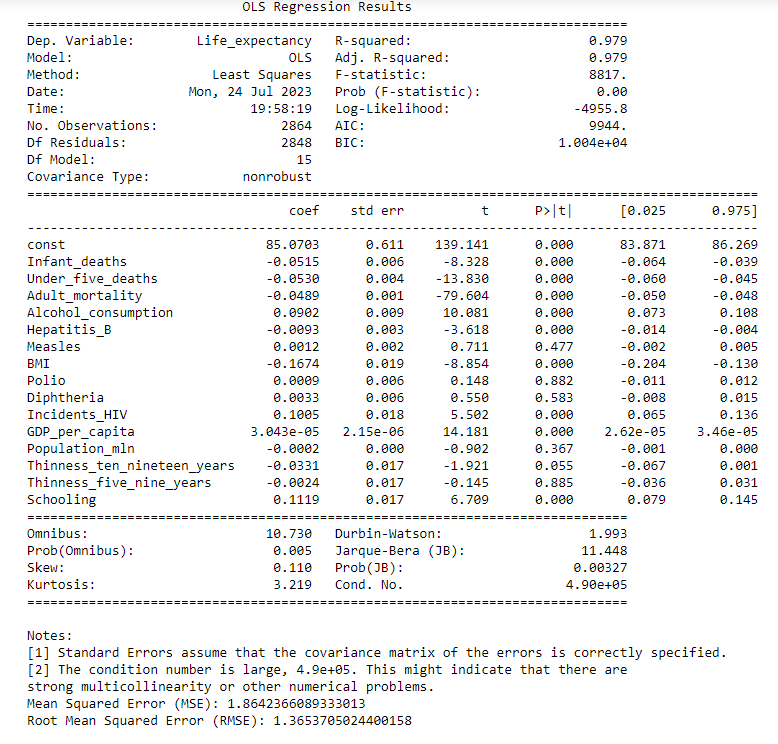 OLS Regression Results
==============================================================================
Dep. Variable: Life_expectancy R-squared: 0.979
Model: OLS Adj. R-squared: 0.979
Method: Least Squares F-statistic: 8817.
Date: Mon, 24 Jul 2023 Prob (F-statistic): 0.00
Time: 19:58:19 Log-Likelihood: -4955.8
No. Observations: 2864 AIC: 9944.
Df Residuals: 2848 BIC: 1.004e+04
Df Model: 15
Covariance Type: nonrobust
==============================================================================================
coef std err t P>|t| [0.025 0.975]
----------------------------------------------------------------------------------------------
const 85.0703 0.611 139.141 0.000 83.871 86.269
Infant_deaths -0.0515 0.006 -8.328 0.000 -0.064 -0.039
Under_five_deaths -0.0530 0.004 -13.830 0.000 -0.060 -0.045
Adult_mortality -0.0489 0.001 -79.604 0.000 -0.050 -0.048
Alcohol_consumption 0.0902 0.009 10.081 0.000 0.073 0.108
Hepatitis_B -0.0093 0.003 -3.618 0.000 -0.014 -0.004
Measles 0.0012 0.002 0.711 0.477 -0.002 0.005
BMI -0.1674 0.019 -8.854 0.000 -0.204 -0.130
Polio 0.0009 0.006 0.148 0.882 -0.011 0.012
Diphtheria 0.0033 0.006 0.550 0.583 -0.008 0.015
Incidents_HIV 0.1005 0.018 5.502 0.000 0.065 0.136
GDP_per_capita 3.043e-05 2.15e-06 14.181 0.000 2.62e-05 3.46e-05
Population_mln -0.0002 0.000 -0.902 0.367 -0.001 0.000
Thinness_ten_nineteen_years -0.0331 0.017 -1.921 0.055 -0.067 0.001
Thinness_five_nine_years -0.0024 0.017 -0.145 0.885 -0.036 0.031
Schooling 0.1119 0.017 6.709 0.000 0.079 0.145
==============================================================================
Omnibus: 10.730 Durbin-Watson: 1.993
Prob(Omnibus): 0.005 Jarque-Bera (JB): 11.448
Skew: 0.110 Prob(JB): 0.00327
Kurtosis: 3.219 Cond. No. 4.90e+05
==============================================================================
Notes:
[1] Standard Errors assume that the covariance matrix of the errors is correctly specified.
[2] The condition number is large, 4.9e+05. This might indicate that there are
strong multicollinearity or other numerical problems.
Mean Squared Error (MSE): 1.8642366089333013
Root Mean Squared Error (RMSE): 1.3653705024400158